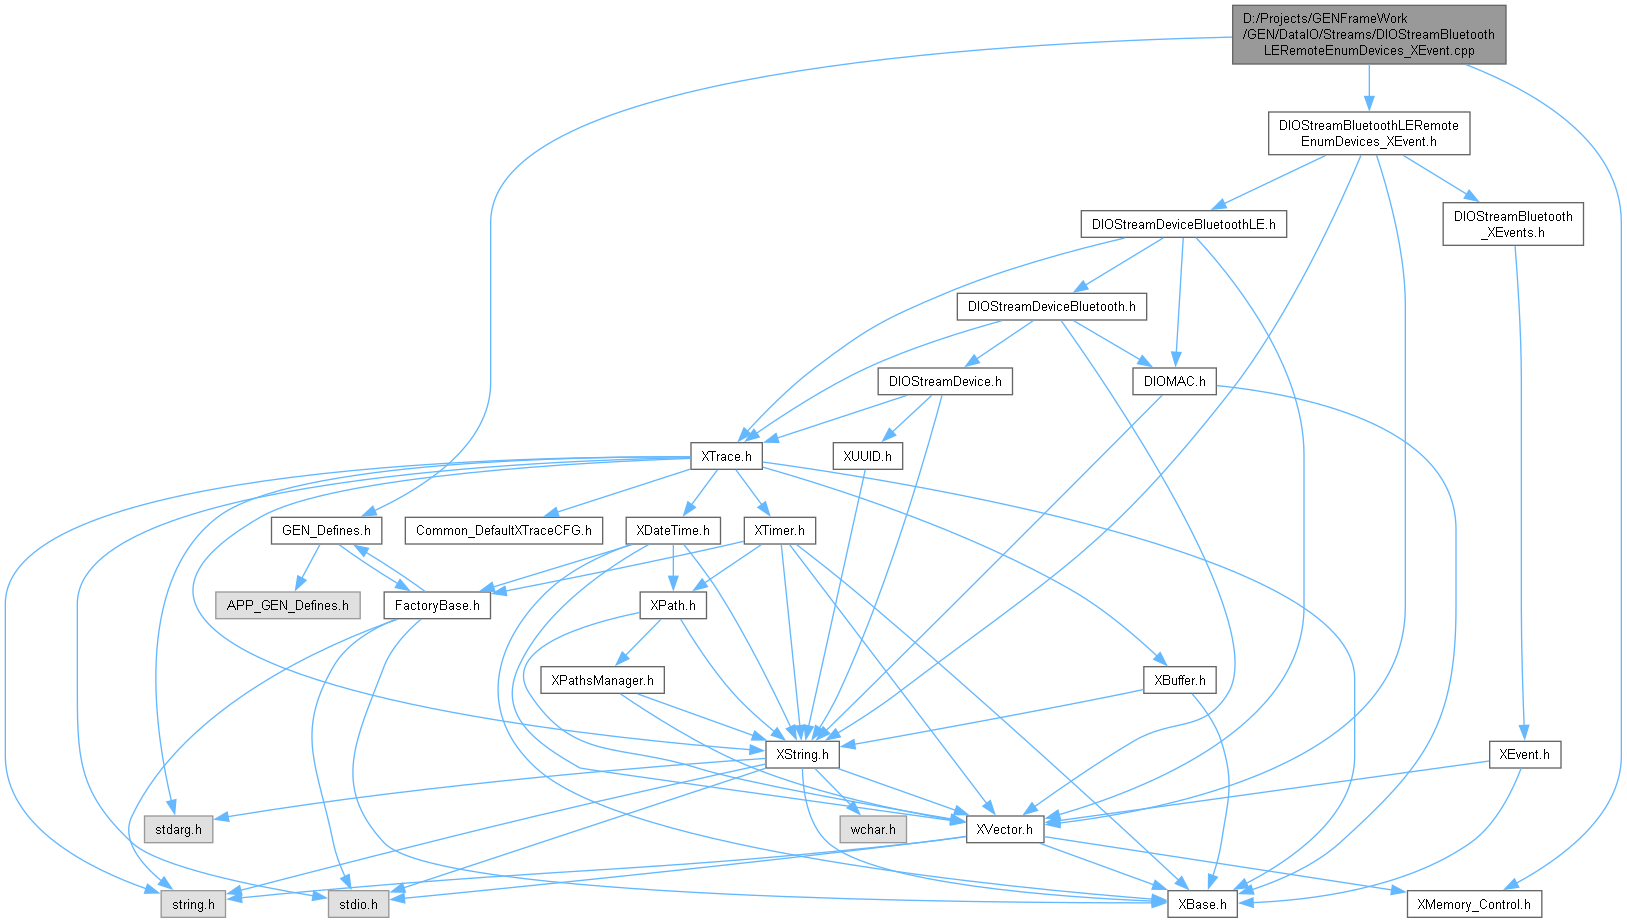 D:/Projects/GENFrameWork
/GEN/DataIO/Streams/DIOStreamBluetooth
LERemoteEnumDevices_XEvent.cpp
DIOStreamBluetoothLERemote
EnumDevices_XEvent.h
DIOStreamDeviceBluetoothLE.h
DIOStreamBluetooth
_XEvents.h
DIOStreamDeviceBluetooth.h
DIOStreamDevice.h
DIOMAC.h
XTrace.h
XUUID.h
GEN_Defines.h
Common_DefaultXTraceCFG.h
XDateTime.h
XTimer.h
APP_GEN_Defines.h
FactoryBase.h
XPath.h
XPathsManager.h
XBuffer.h
XString.h
XEvent.h
stdarg.h
wchar.h
XVector.h
string.h
stdio.h
XBase.h
XMemory_Control.h